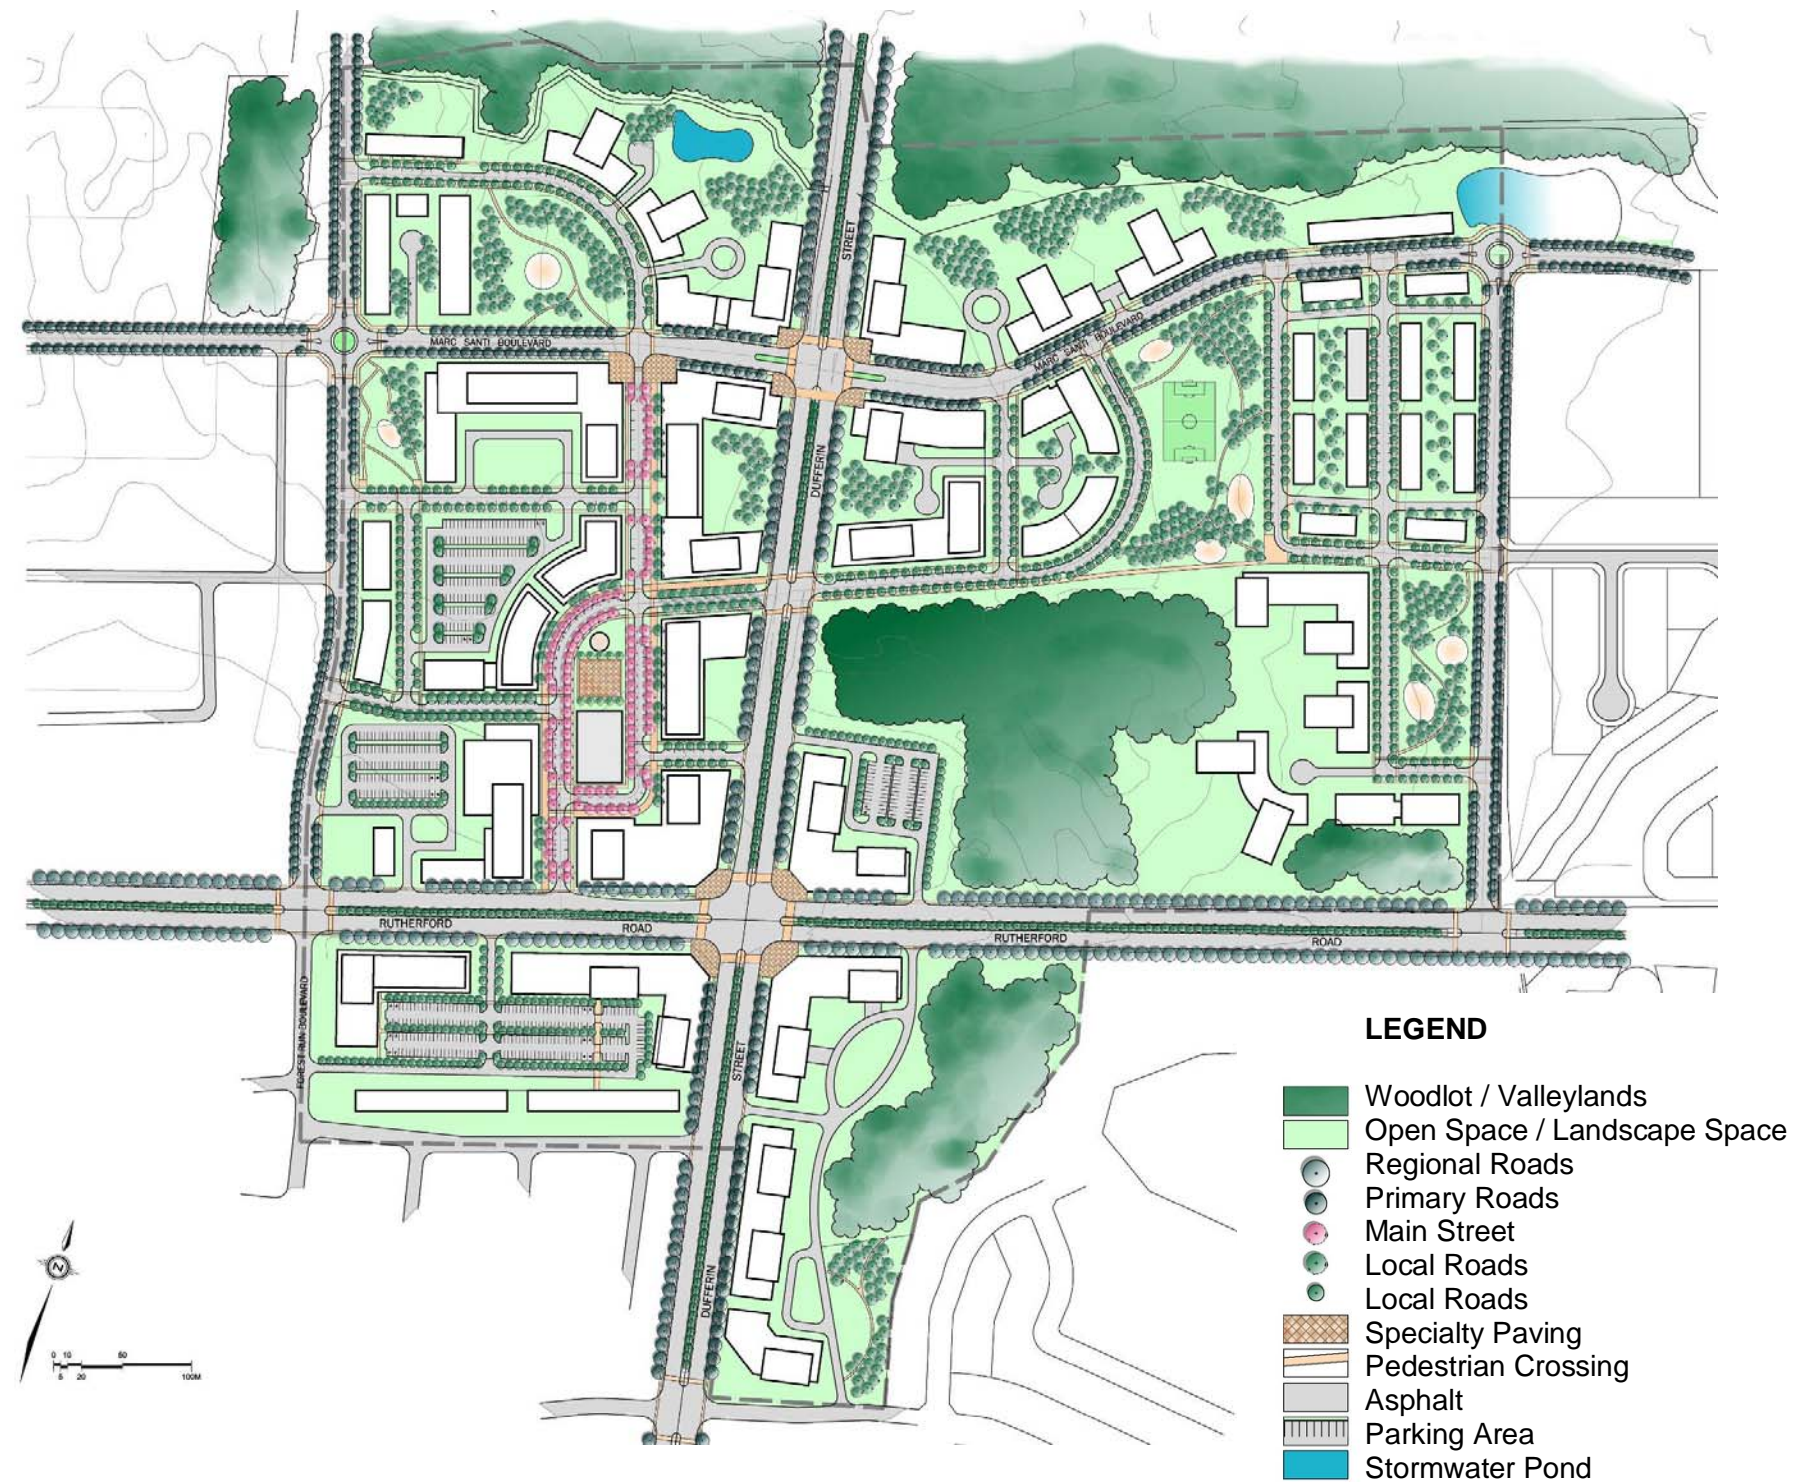 STREET
MARC SANTI BOULEVARD
MARC SANTI BOULEVARD
DUFFERIN
RUTHERFORD
ROAD
RUTHERFORD
ROAD
FOREST RUN BOULEVARD
STREET
DUFFERIN
LEGEND
Woodlot / Valleylands
Open Space / Landscape Space
Regional Roads
Primary Roads
Main Street
Local Roads
Local Roads
Specialty Paving
Pedestrian Crossing
Asphalt
Parking Area
Stormwater Pond
N
0 10 50
5 20 100M